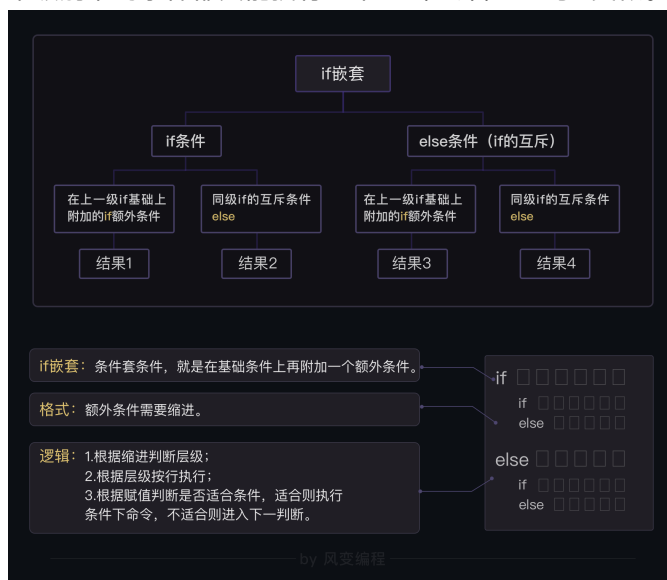 if嵌套
if条件
else条件（if的互斥）
在上一级if基础上
附加的if额外条件
同级if的互斥条件
else
在上一级if基础上
附加的if额外条件
同级if的互斥条件
else
结果1
结果2
结果3
结果4
if嵌套：条件套条件，就是在基础条件上再附加一个额外条件。
格式：额外条件需要缩进。
逻辑：1.根据缩进判断层级；
2.根据层级按行执行；
3.根据赋值判断是否适合条件，适合则执行
条件下命令，不适合则进入下一判断。
if □ □ □ □ □ □
if □ □ □ □ □ □
else □ □ □ □ □ □
else □ □ □ □ □ □
if □ □ □ □ □ □
else □ □ □ □ □ □
by 风变编程